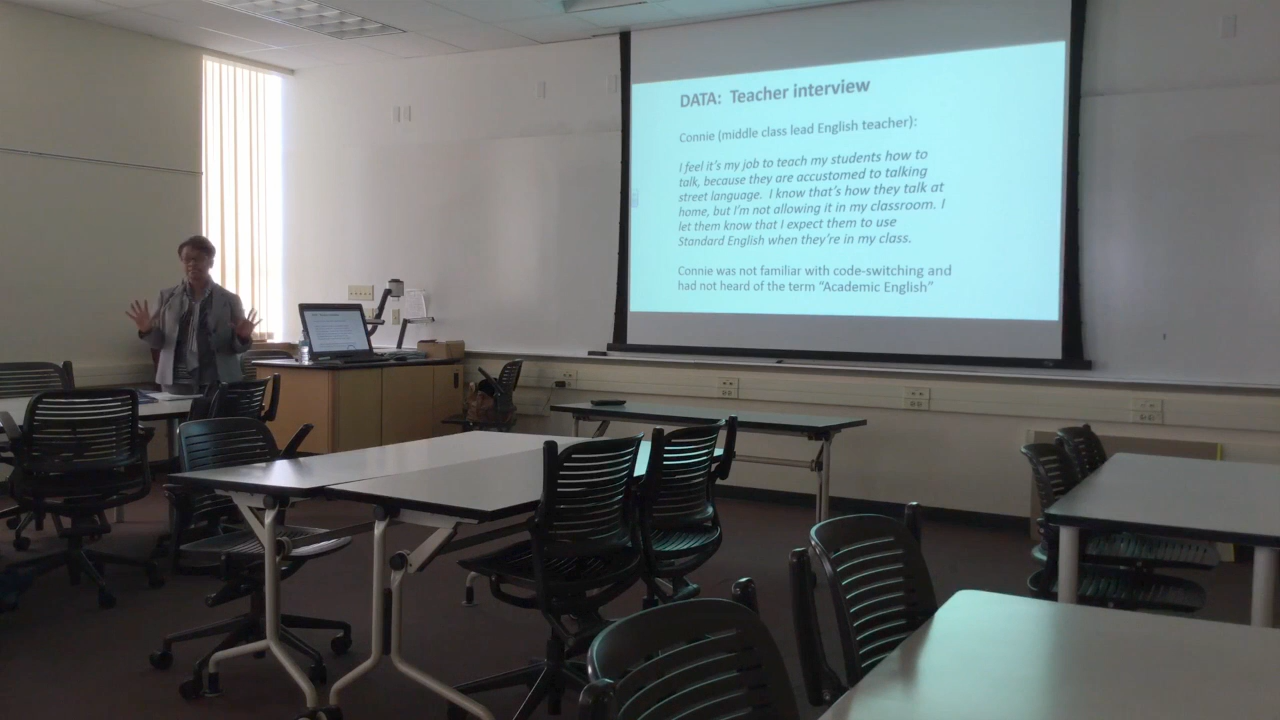 DATA: Teacher interview
Connie (middle class lead English teacher):
I feel it's my job to teach my students how to
talk, because they are accustomed to talking
street language. I know that's how they talk at
home, but I'm not allowing it in my classroom. I
let them know that I expect them to use
Standard English when they're in my class.
Connie was not familiar with code-switching and
had not heard of the term "Academic English"